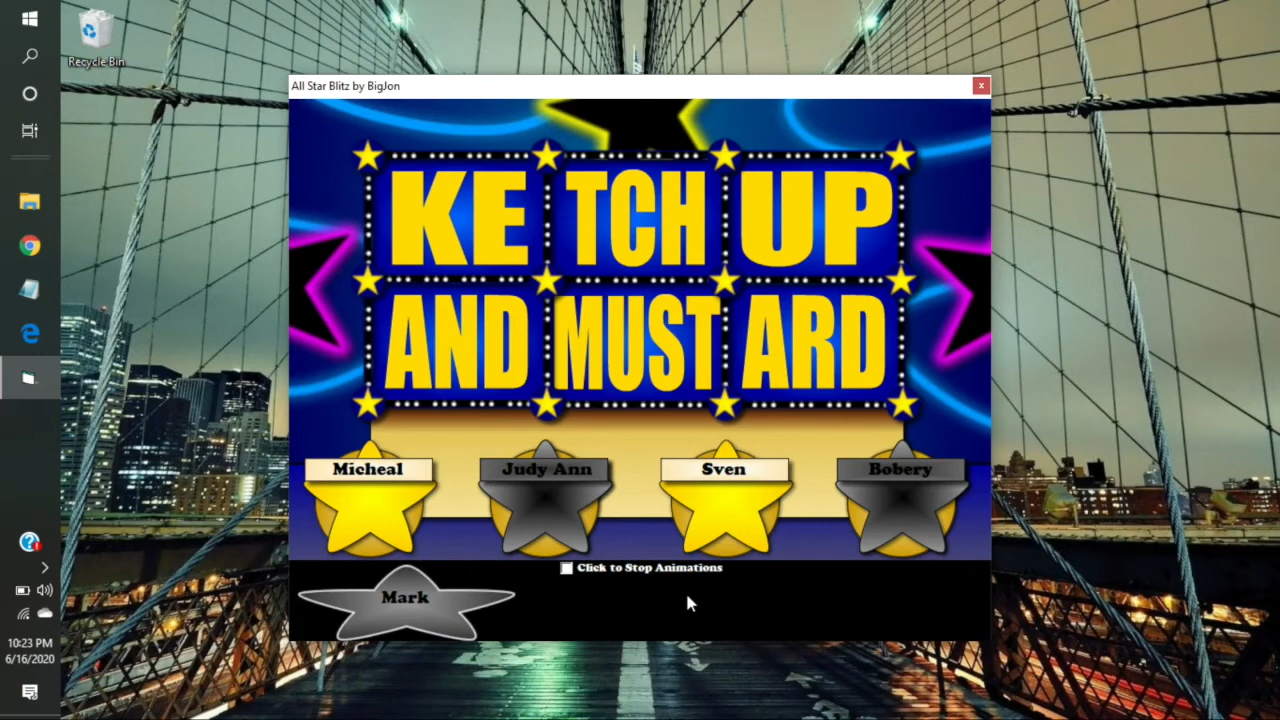 Recycle Bin
All Star Blitz by BigJon
KE TCH UP
AND MUST ARD
Micheal
Judy Ann
Sven
Bobery
Click to Stop Animations
Mark
10:23 PM
6/16/2020